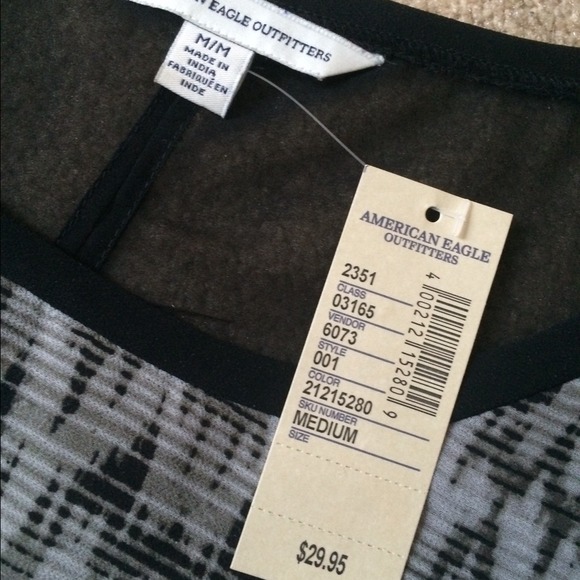 AN EAGLE OUTFITTERS
M/M
MADE IN
INDIA
FABRIQUÉ EN
INDE
AMERICAN EAGLE
OUTFITTERS
2351
CLASS
03165
VENDOR
6073
STYLE
001
COLOR
21215280
SKU NUMBER
MEDIUM
SIZE
$29.95
4 00212 15280 9